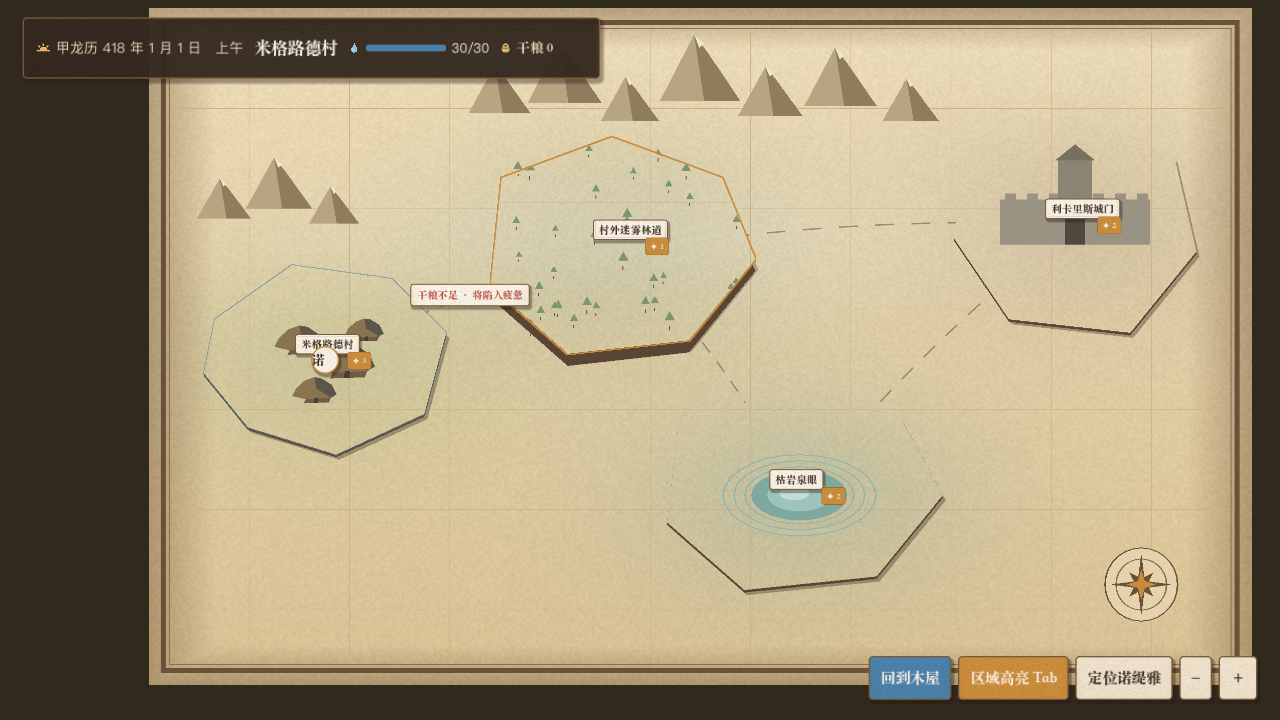 甲龙历 418 年 1 月 1 日 上午 米格路德村 30/30 干粮 0
利卡里斯城门
✦ 2
村外迷雾林道
✦ 1
干粮不足 · 将陷入疲惫
米格路德村
诺
✦ 3
枯岩泉眼
✦ 2
回到木屋 区域高亮 Tab 定位诺缇雅 − +